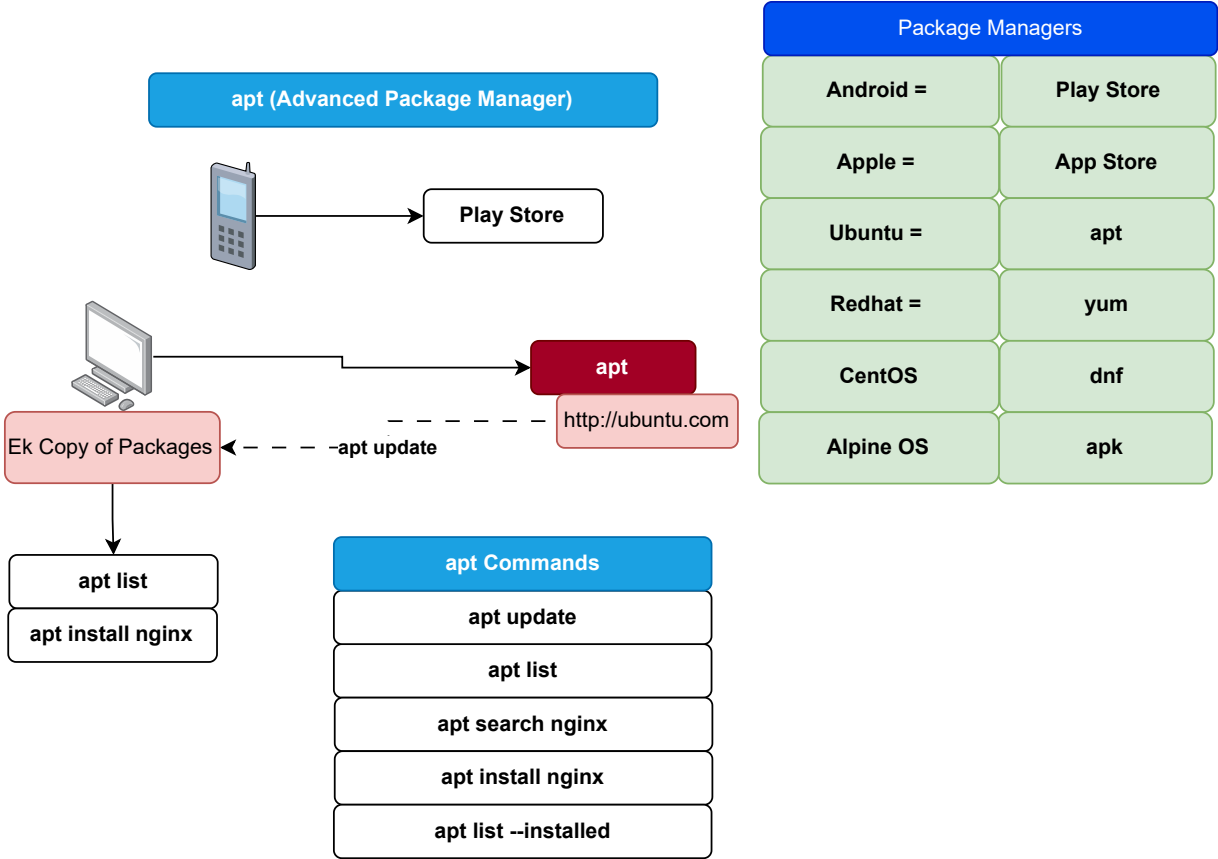 Package Managers
Android =
Play Store
Apple =
App Store
Ubuntu =
apt
Redhat =
yum
CentOS
dnf
Alpine OS
apk
apt (Advanced Package Manager)
Play Store
apt
http://ubuntu.com
apt update
Ek Copy of Packages
apt list
apt install nginx
apt Commands
apt update
apt list
apt search nginx
apt install nginx
apt list --installed